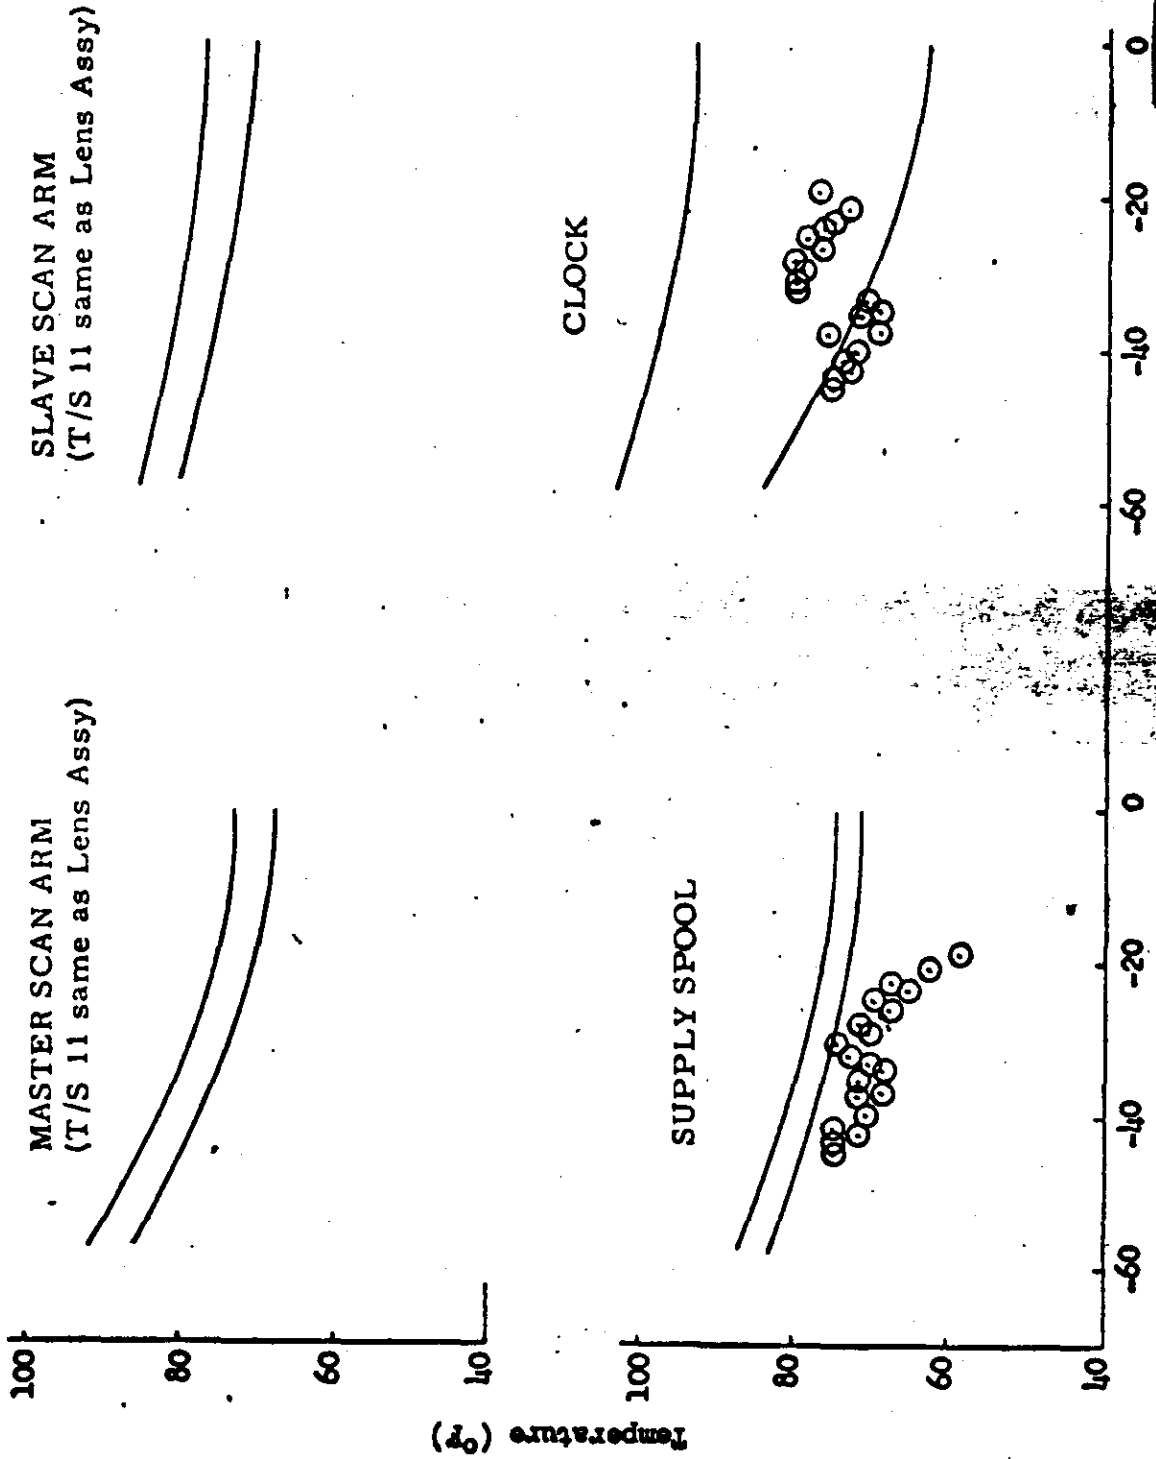 MASTER SCAN ARM
(T/S 11 same as Lens Assy)
SLAVE SCAN ARM
(T/S 11 same as Lens Assy)
100
80
40
Temperature (°F)
SUPPLY SPOOL
CLOCK
100
80
60
40
-60
-40
-20
0
-60
-40
-20
0